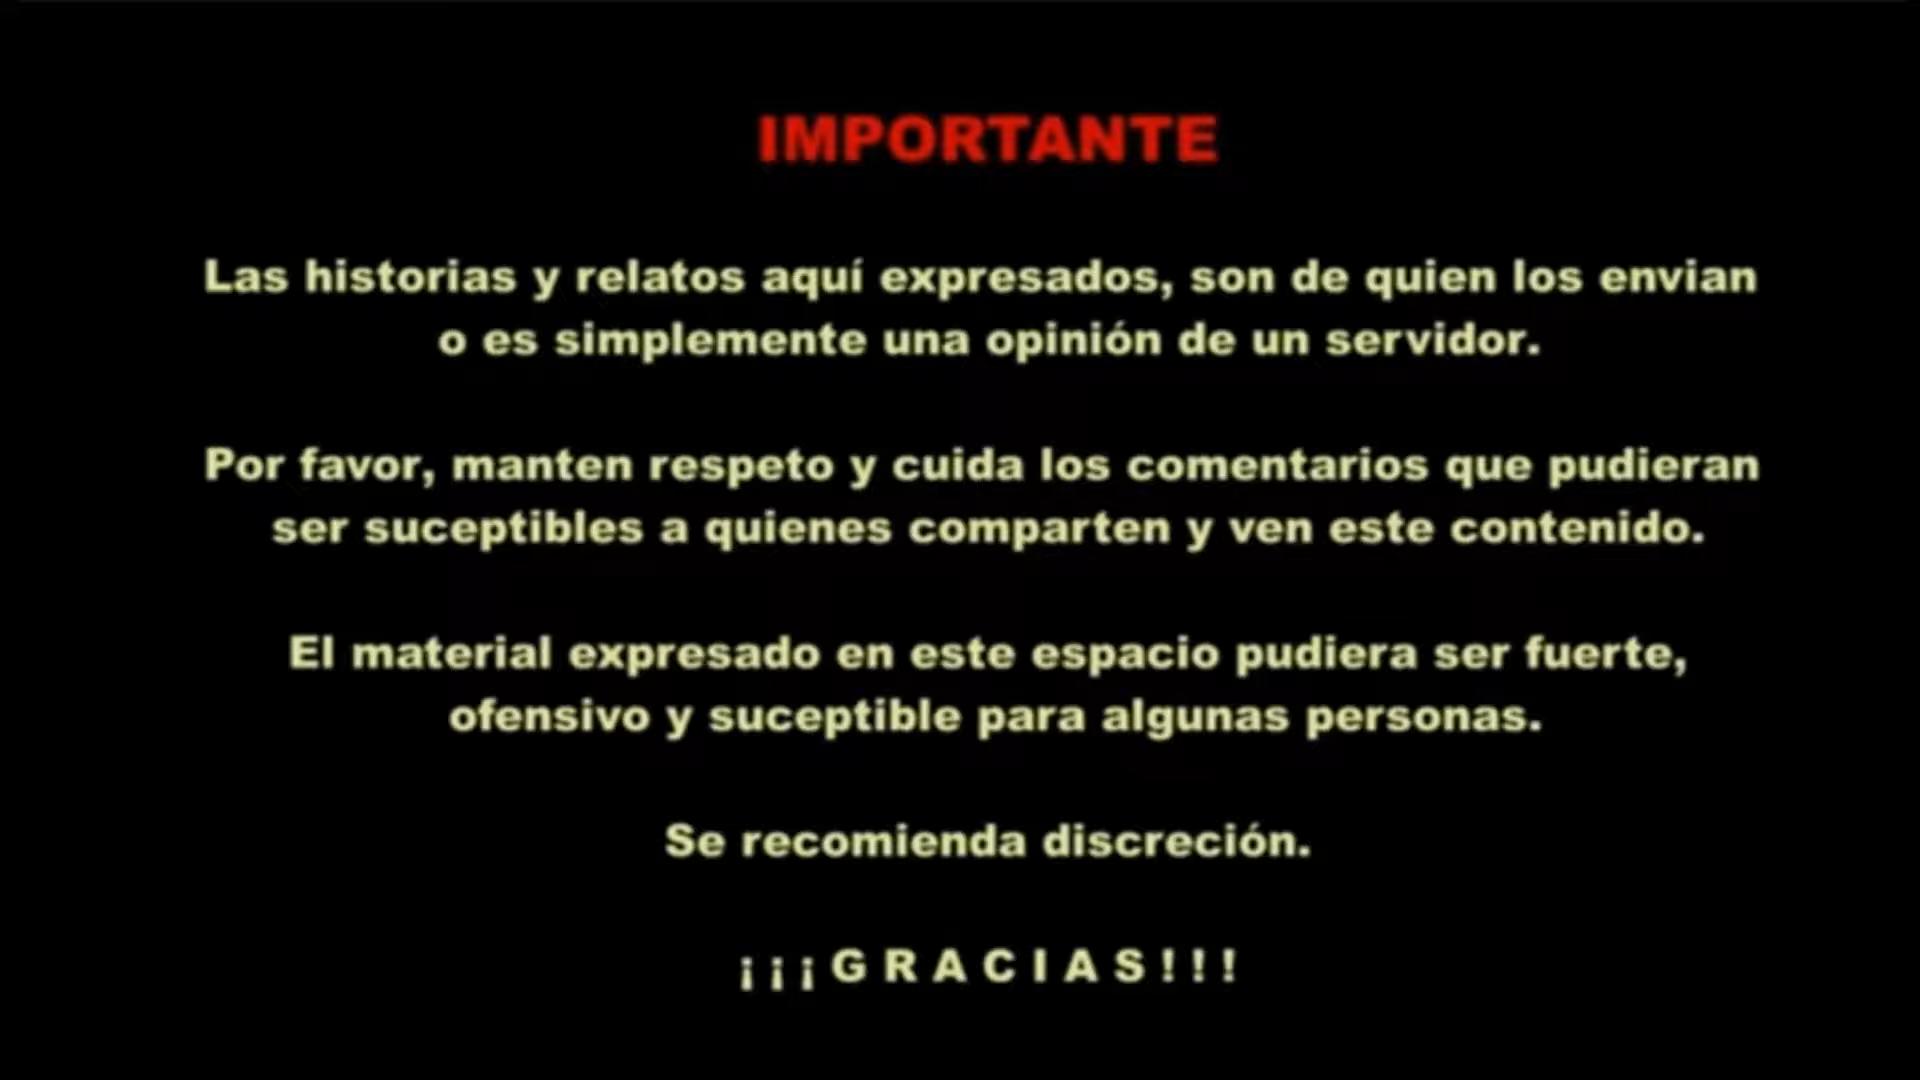 IMPORTANTE
Las historias y relatos aquí expresados, son de quien los envian
o es simplemente una opinión de un servidor.
Por favor, manten respeto y cuida los comentarios que pudieran
ser suceptibles a quienes comparten y ven este contenido.
El material expresado en este espacio pudiera ser fuerte,
ofensivo y suceptible para algunas personas.
Se recomienda discreción.
¡¡¡GRACIAS!!!